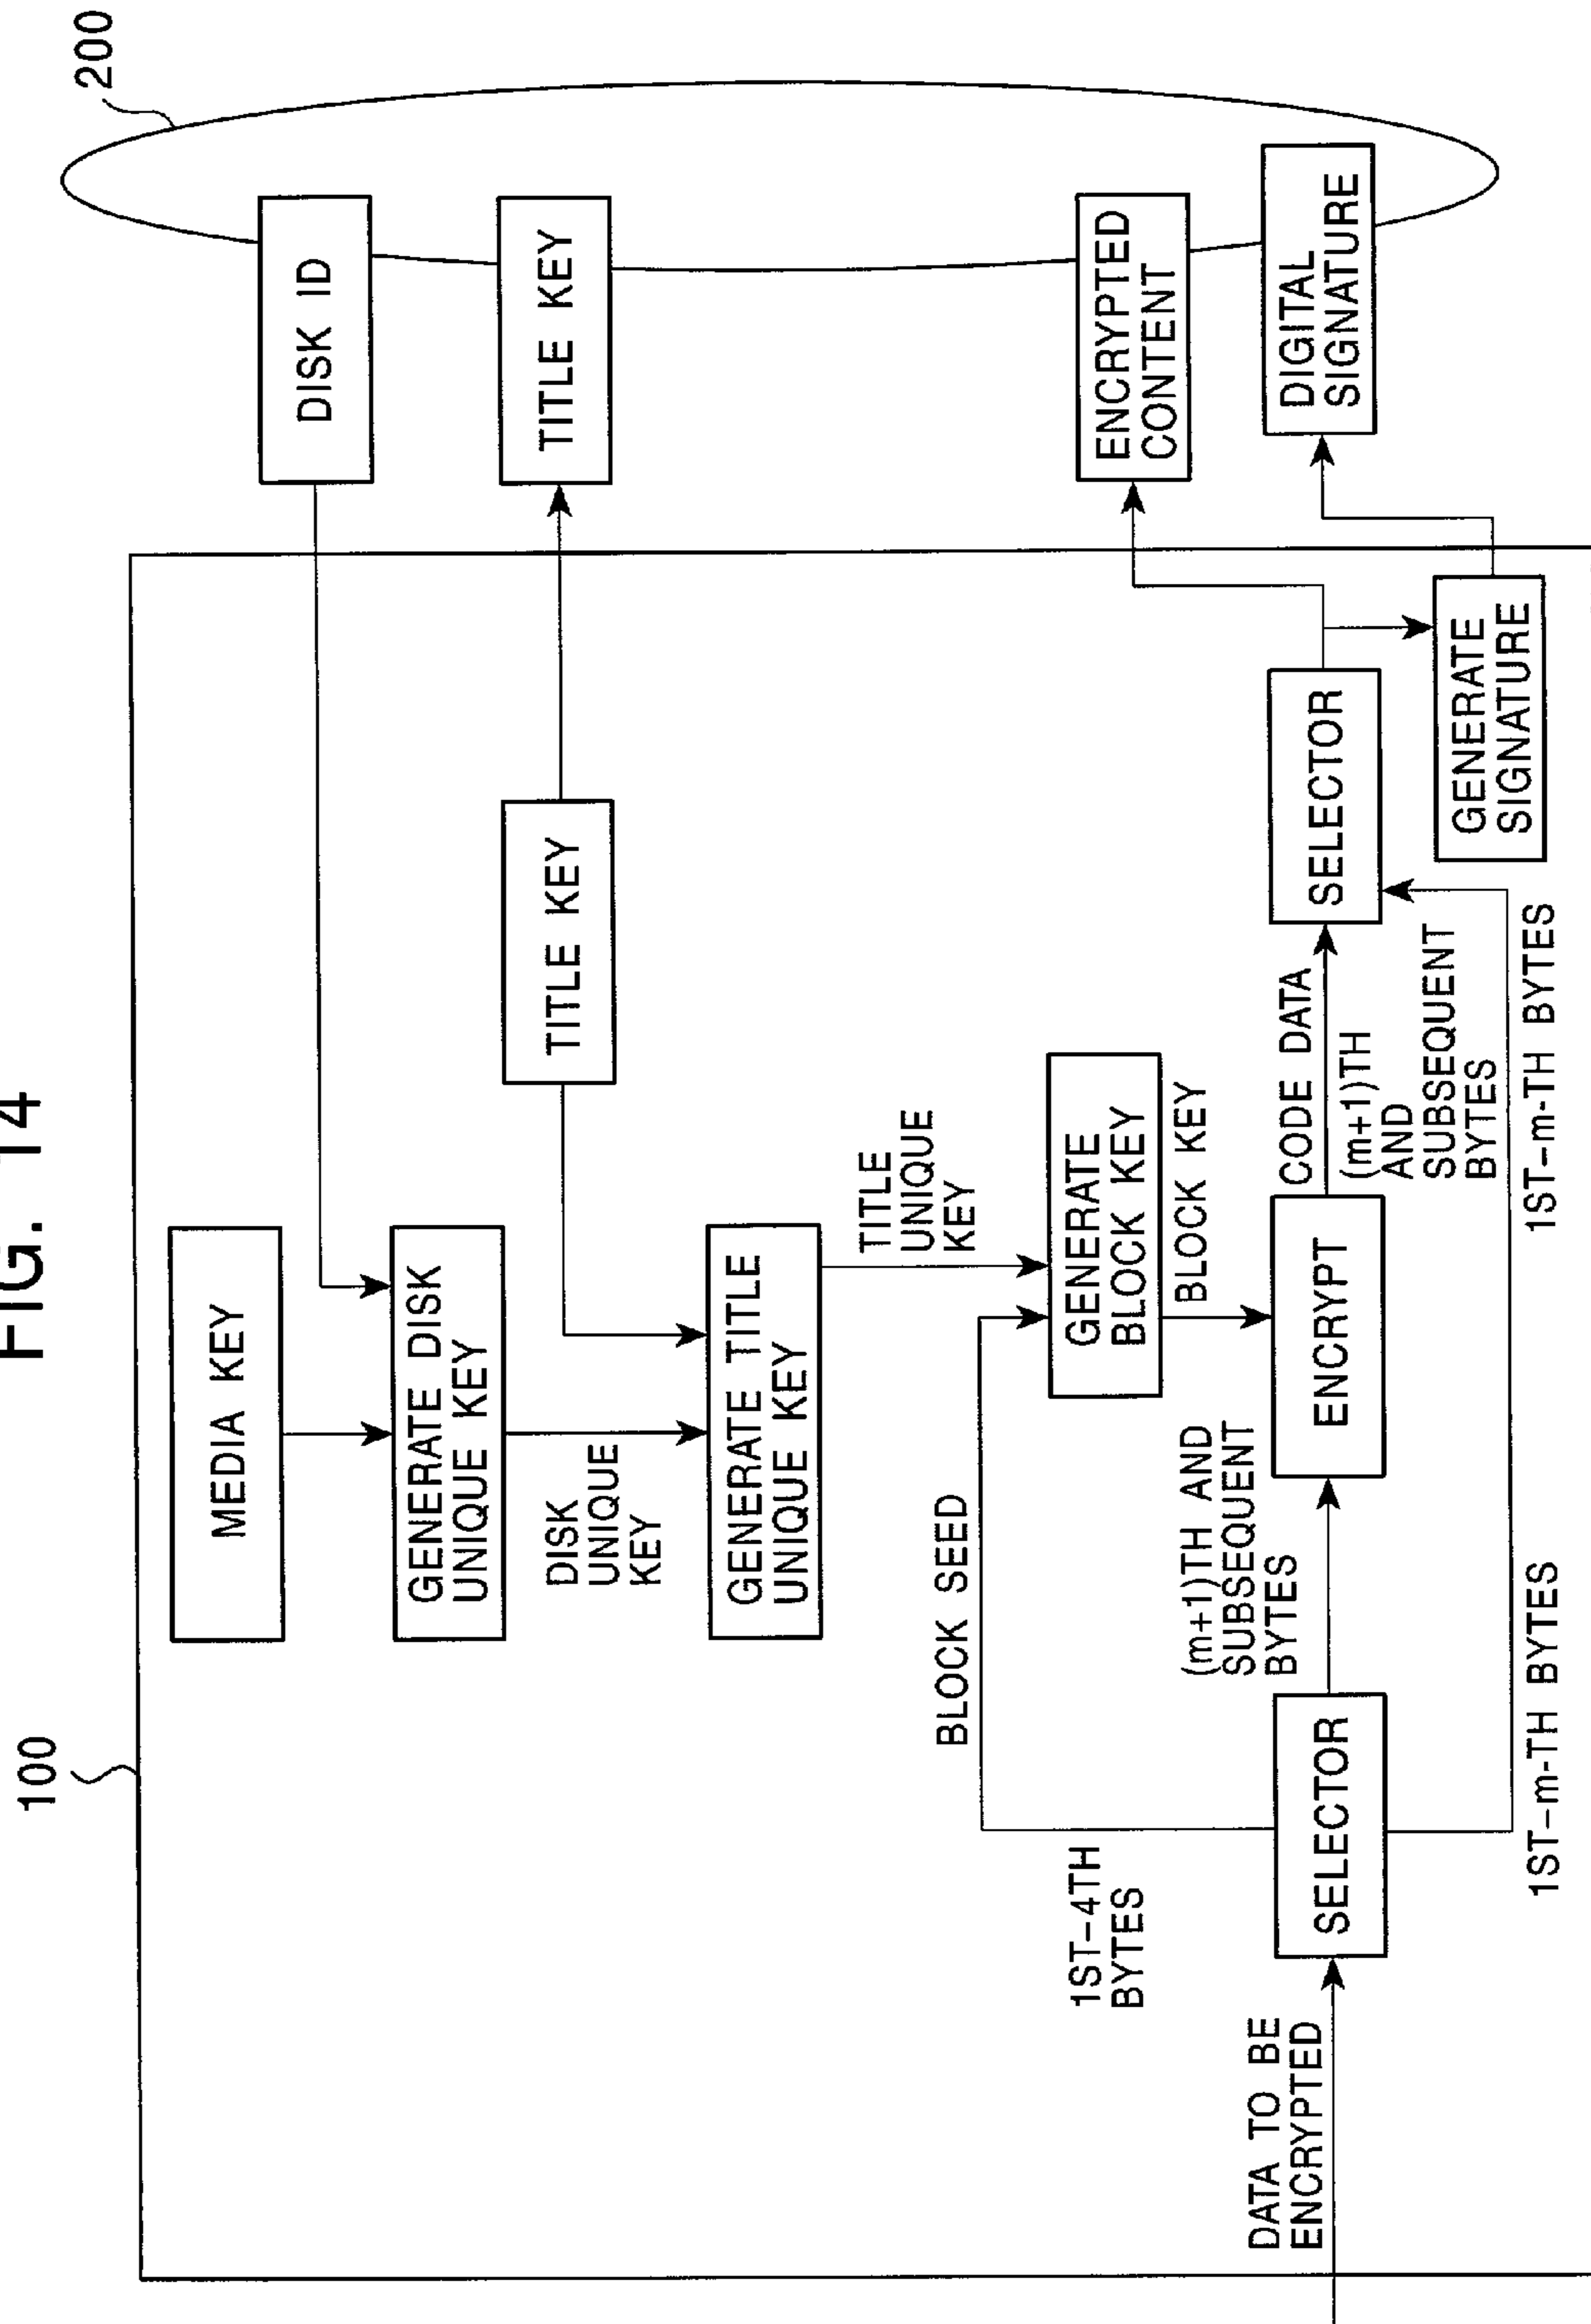 FIG. 14
100
200
MEDIA KEY
DISK ID
GENERATE DISK
UNIQUE KEY
DISK
UNIQUE
KEY
TITLE KEY
TITLE KEY
GENERATE TITLE
UNIQUE KEY
TITLE
UNIQUE
KEY
BLOCK SEED
GENERATE
BLOCK KEY
BLOCK KEY
1ST-4TH
BYTES
DATA TO BE
ENCRYPTED
SELECTOR
(m+1)TH AND
SUBSEQUENT
BYTES
ENCRYPT
CODE DATA
(m+1)TH
AND
SUBSEQUENT
BYTES
SELECTOR
ENCRYPTED
CONTENT
DIGITAL
SIGNATURE
GENERATE
SIGNATURE
1ST-m-TH BYTES
1ST-m-TH BYTES